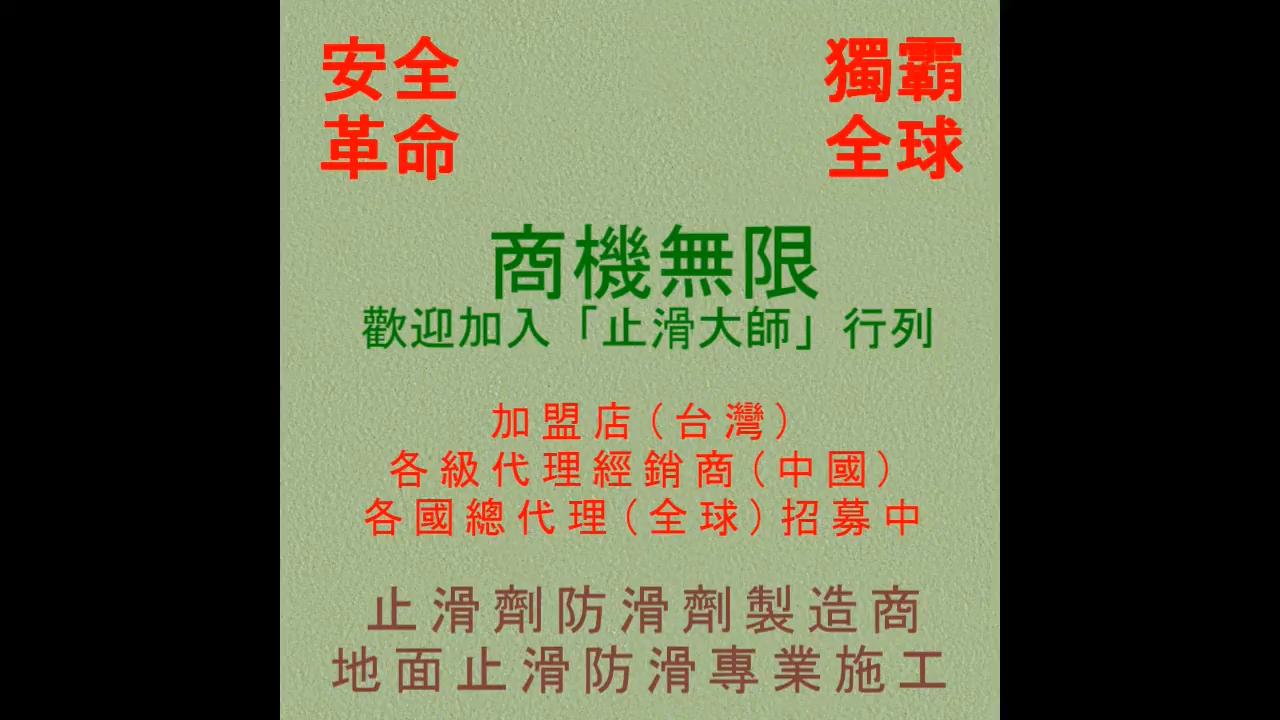 安全
革命
獨霸
全球
商機無限
歡迎加入「止滑大師」行列
加盟店(台灣)
各級代理經銷商(中國)
各國總代理(全球)招募中
止滑劑防滑劑製造商
地面止滑防滑專業施工